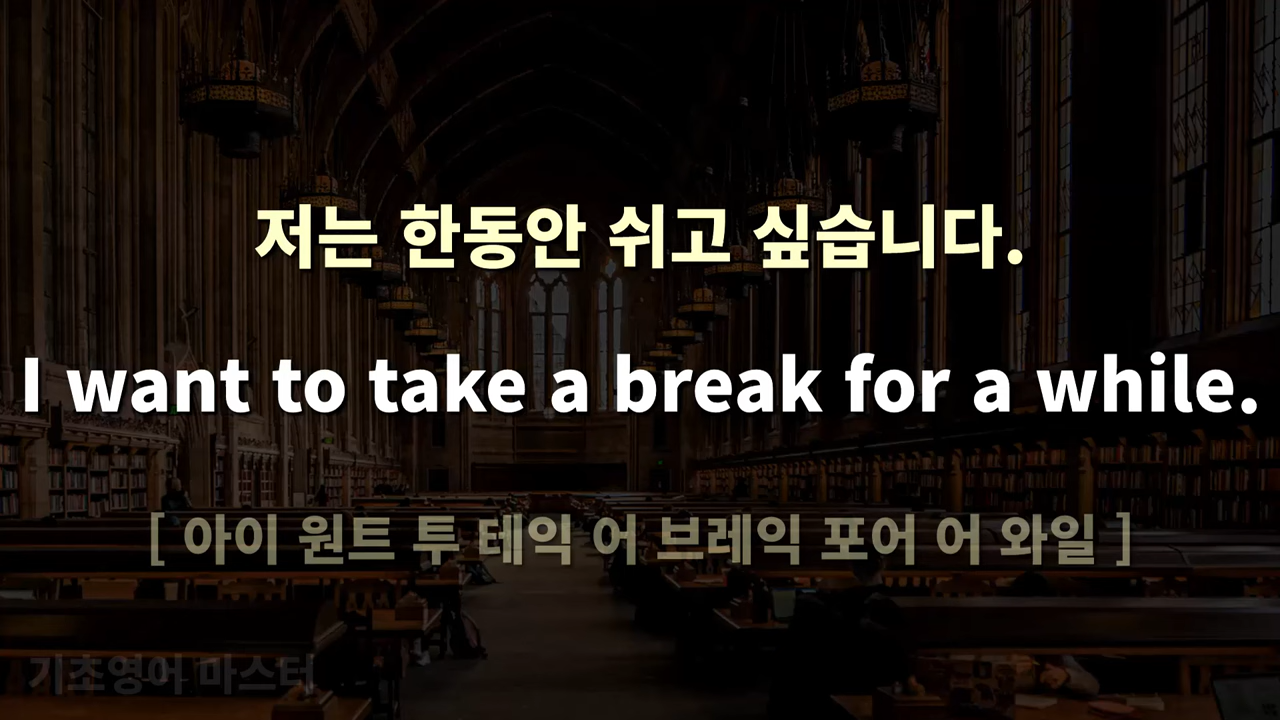 저는 한동안 쉬고 싶습니다.
I want to take a break for a while.
[ 아이 원트 투 테익 어 브레익 포어 어 와일 ]
기초영어 마스터